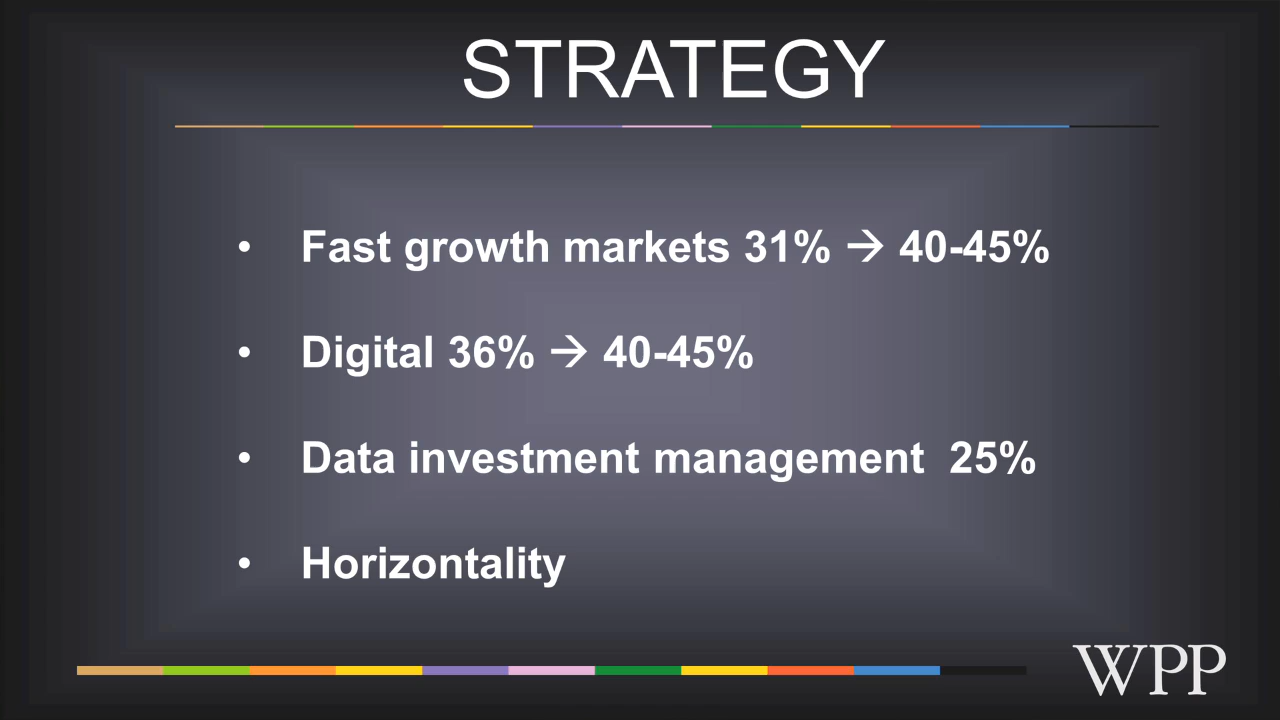 STRATEGY
• Fast growth markets 31% → 40-45%
• Digital 36% → 40-45%
• Data investment management 25%
• Horizontality
WPP